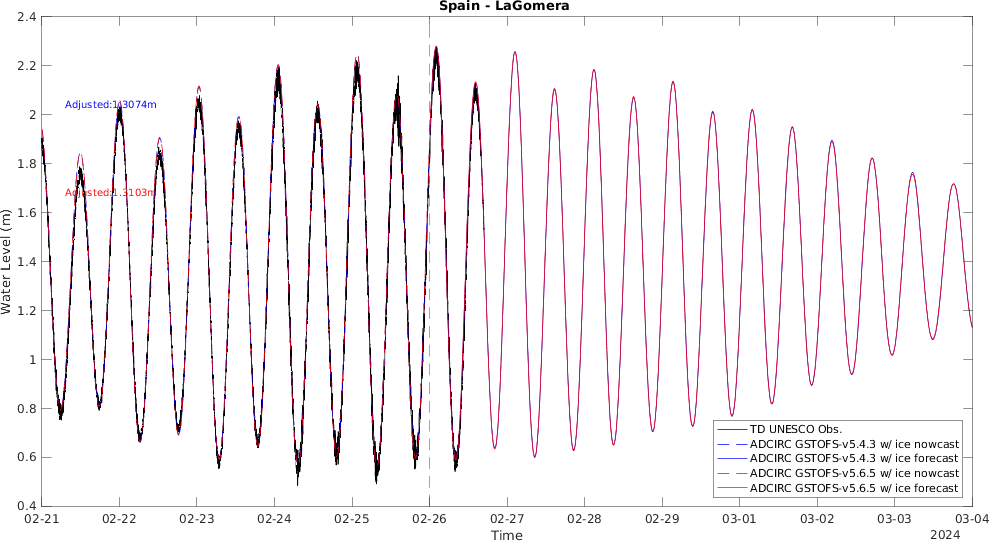 Spain - LaGomera
2.4
2.2
2
1.8
1.6
1.4
1.2
1
0.8
0.6
0.4
Water Level (m)
Adjusted:1.3074m
Adjusted:1.3103m
TD UNESCO Obs.
ADCIRC GSTOFS-v5.4.3 w/ ice nowcast
ADCIRC GSTOFS-v5.4.3 w/ ice forecast
ADCIRC GSTOFS-v5.6.5 w/ ice nowcast
ADCIRC GSTOFS-v5.6.5 w/ ice forecast
02-21 02-22 02-23 02-24 02-25 02-26 02-27 02-28 02-29 03-01 03-02 03-03 03-04
Time
2024